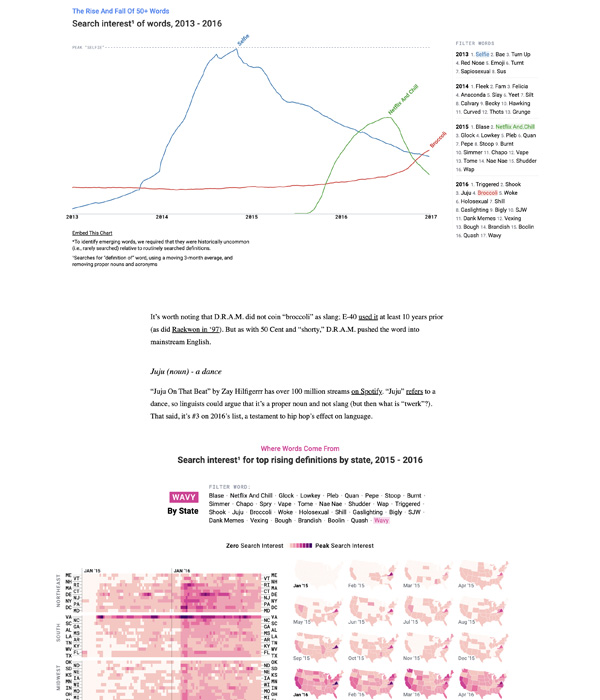 The Rise And Fall Of 50+ Words
Search interest¹ of words, 2013 - 2016
PEAK "SELFIE"
Selfie
Netflix And Chill
Broccoli
2013 2014 2015 2016 2017
FILTER WORDS
2013 1. Selfie 2. Bae 3. Turn Up
4. Red Nose 5. Emoji 6. Turnt
7. Sapiosexual 8. Sus
2014 1. Fleek 2. Fam 3. Felicia
4. Anaconda 5. Slay 6. Yeet 7. Silt
8. Calvary 9. Becky 10. Hawking
11. Curved 12. Thots 13. Grunge
2015 1. Blase 2. Netflix And Chill
3. Glock 4. Lowkey 5. Pleb 6. Quan
7. Pepe 8. Stoop 9. Burnt
10. Simmer 11. Chapo 12. Vape
13. Tome 14. Nae Nae 15. Shudder
16. Wap
2016 1. Triggered 2. Shook
3. Juju 4. Broccoli 5. Woke
6. Holosexual 7. Shill
8. Gaslighting 9. Bigly 10. SJW
11. Dank Memes 12. Vexing
13. Bough 14. Brandish 15. Boolin
16. Quash 17. Wavy
Embed This Chart
*To identify emerging words, we required that they were historically uncommon
(i.e., rarely searched) relative to routinely searched definitions.
¹Searches for "definition of" word, using a moving 3-month average, and
removing proper nouns and acronyms
It's worth noting that D.R.A.M. did not coin “broccoli” as slang; E-40 used it at least 10 years prior
(as did Raekwon in ‘97). But as with 50 Cent and “shorty,” D.R.A.M. pushed the word into
mainstream English.
Juju (noun) - a dance
“Juju On That Beat” by Zay Hilfigerrr has over 100 million streams on Spotify. “Juju” refers to a
dance, so linguists could argue that it’s a proper noun and not slang (but then what is “twerk”?).
That said, it’s #3 on 2016’s list, a testament to hip hop’s effect on language.
Where Words Come From
Search interest¹ for top rising definitions by state, 2015 - 2016
WAVY
By State
FILTER WORD:
Blase · Netflix And Chill · Glock · Lowkey · Pleb · Quan · Pepe · Stoop · Burnt ·
Simmer · Chapo · Spry · Vape · Tome · Nae Nae · Shudder · Wap · Triggered ·
Shook · Juju · Broccoli · Woke · Holosexual · Shill · Gaslighting · Bigly · SJW ·
Dank Memes · Vexing · Bough · Brandish · Boolin · Quash · Wavy
Zero Search Interest Peak Search Interest
JAN '15 JAN '16
NORTHEAST
ME
VT
NH
RI
MA
CT
DE
NJ
NY
PA
DC
MD
SOUTH
VA
NC
SC
GA
AL
MS
LA
AR
TN
KY
WV
FL
TX
MIDWEST
OK
SD
ND
NE
IA
KS
IN
MN
MI
OH
MO
Jan '15 Feb '15 Mar '15 Apr '15
May '15 Jun '15 Jul '15 Aug '15
Sep '15 Oct '15 Nov '15 Dec '15
Jan '16 Feb '16 Mar '16 Apr '16